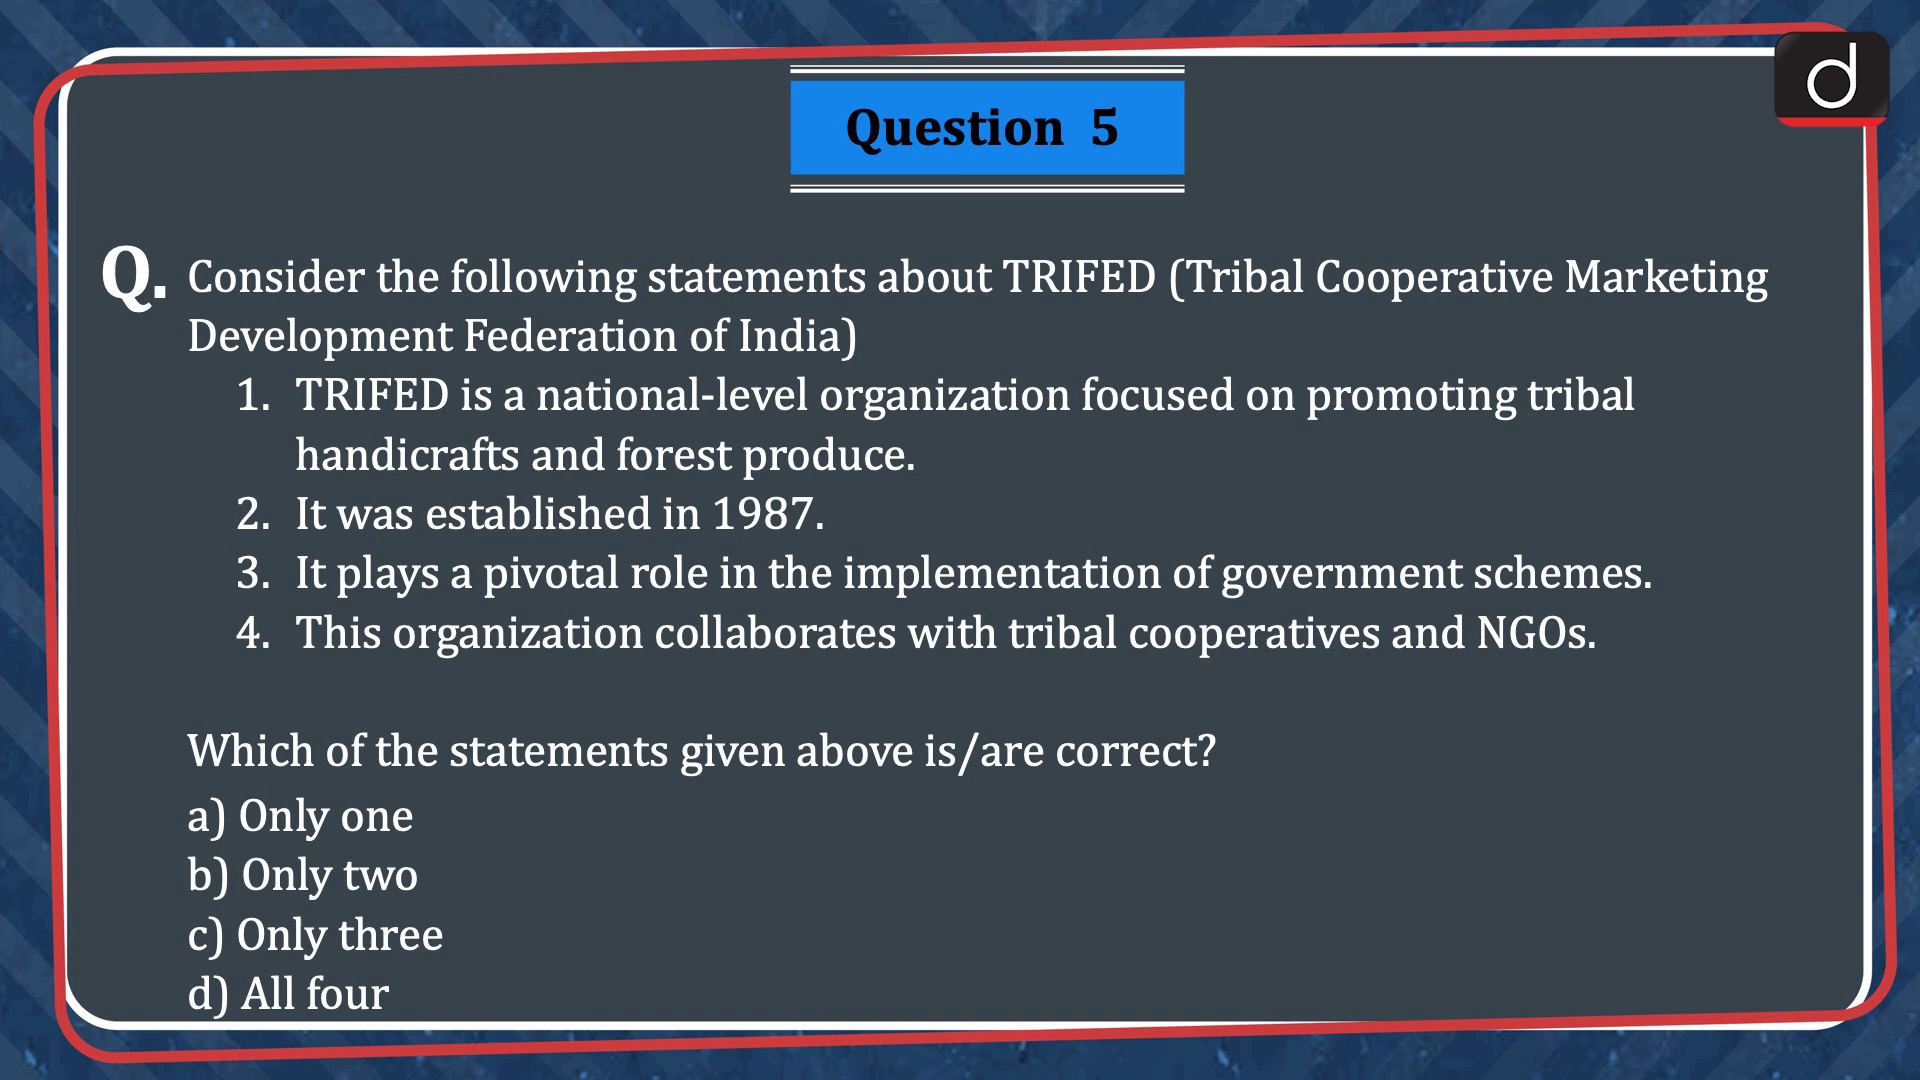 d
Question 5
Q. Consider the following statements about TRIFED (Tribal Cooperative Marketing
Development Federation of India)
1. TRIFED is a national-level organization focused on promoting tribal
handicrafts and forest produce.
2. It was established in 1987.
3. It plays a pivotal role in the implementation of government schemes.
4. This organization collaborates with tribal cooperatives and NGOs.
Which of the statements given above is/are correct?
a) Only one
b) Only two
c) Only three
d) All four